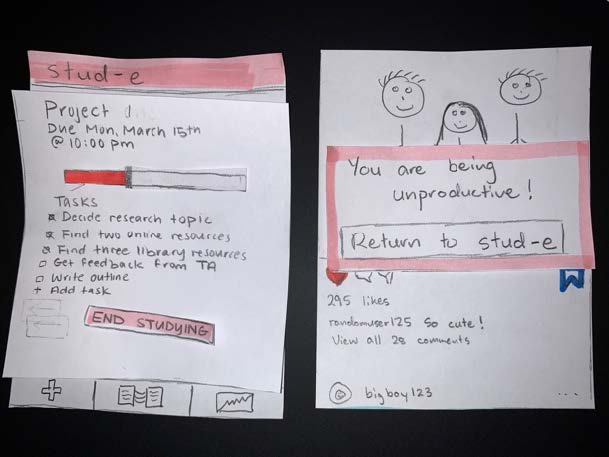 stud-e
Project
Due Mon, March 15th
@ 10:00 pm
TASKS
Decide research topic
Find two online resources
Find three library resources
Get feedback from TA
Write outline
+ Add task
END STUDYING
You are being
unproductive!
Return to stud-e
295 likes
randomuser125 So cute!
View all 28 comments
bigboy123
...